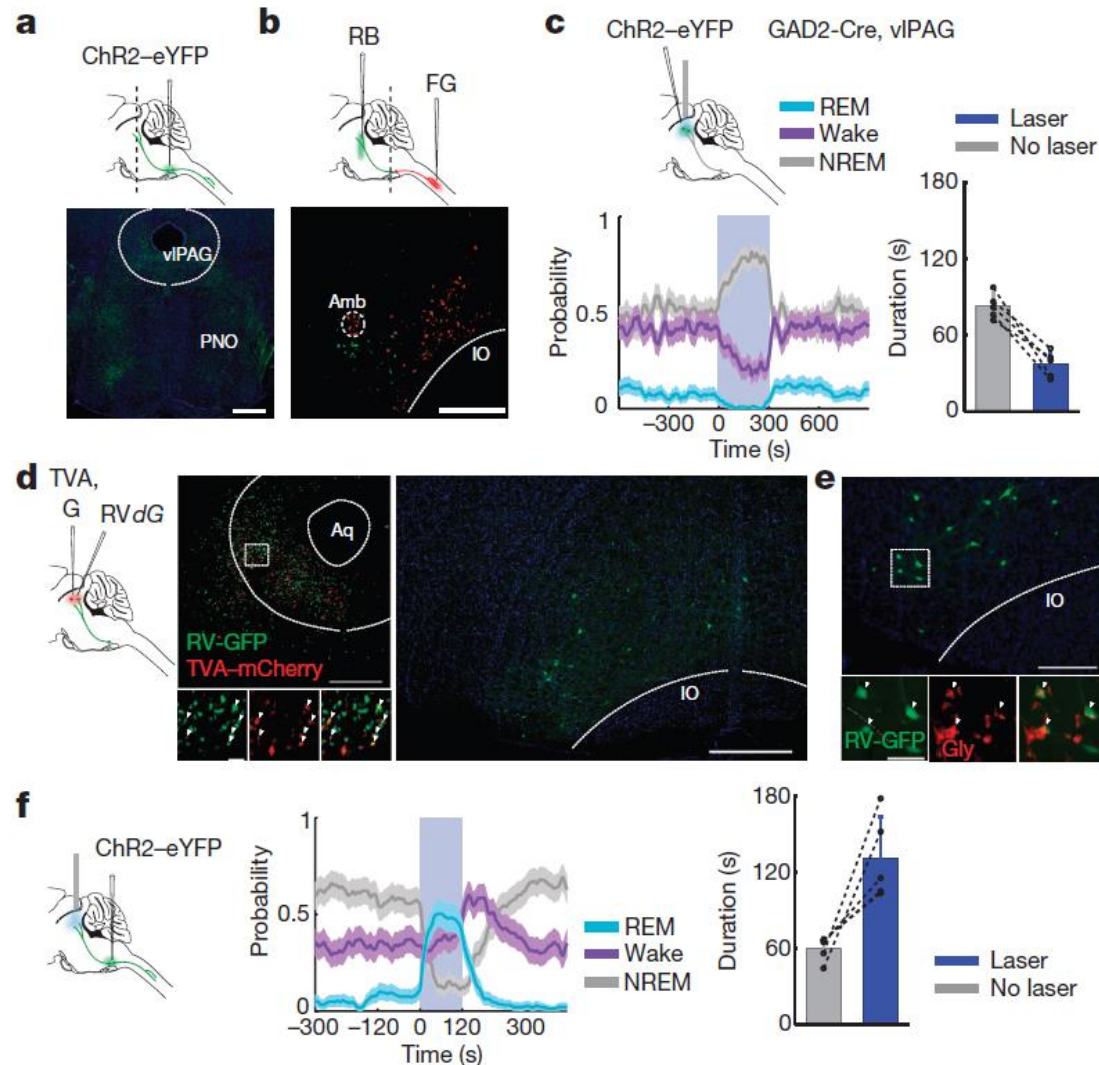 a
ChR2–eYFP
vlPAG
PNO
b
RB
FG
Amb
IO
c
ChR2–eYFP
GAD2-Cre, vlPAG
REM
Wake
NREM
Laser
No laser
Probability
1
0.5
0
−300
0
300
600
Time (s)
Duration (s)
180
120
60
0
d
TVA,
G
RVdG
Aq
RV-GFP
TVA–mCherry
IO
e
IO
RV-GFP
Gly
f
ChR2–eYFP
Probability
1
0.5
0
−300
−120
0
120
300
Time (s)
REM
Wake
NREM
Duration (s)
180
120
60
0
Laser
No laser